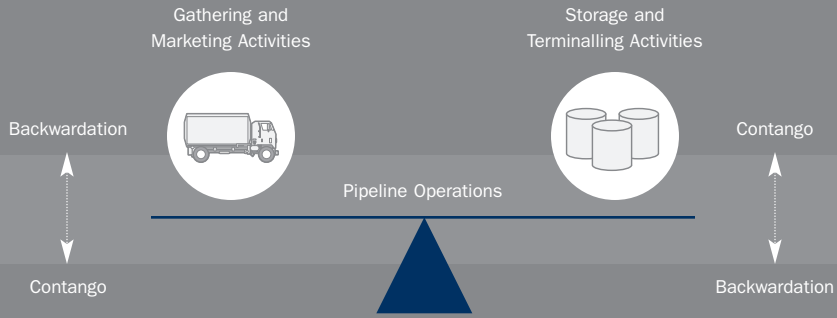 Gathering and
Marketing Activities
Storage and
Terminalling Activities
Backwardation
Contango
Pipeline Operations
Contango
Backwardation